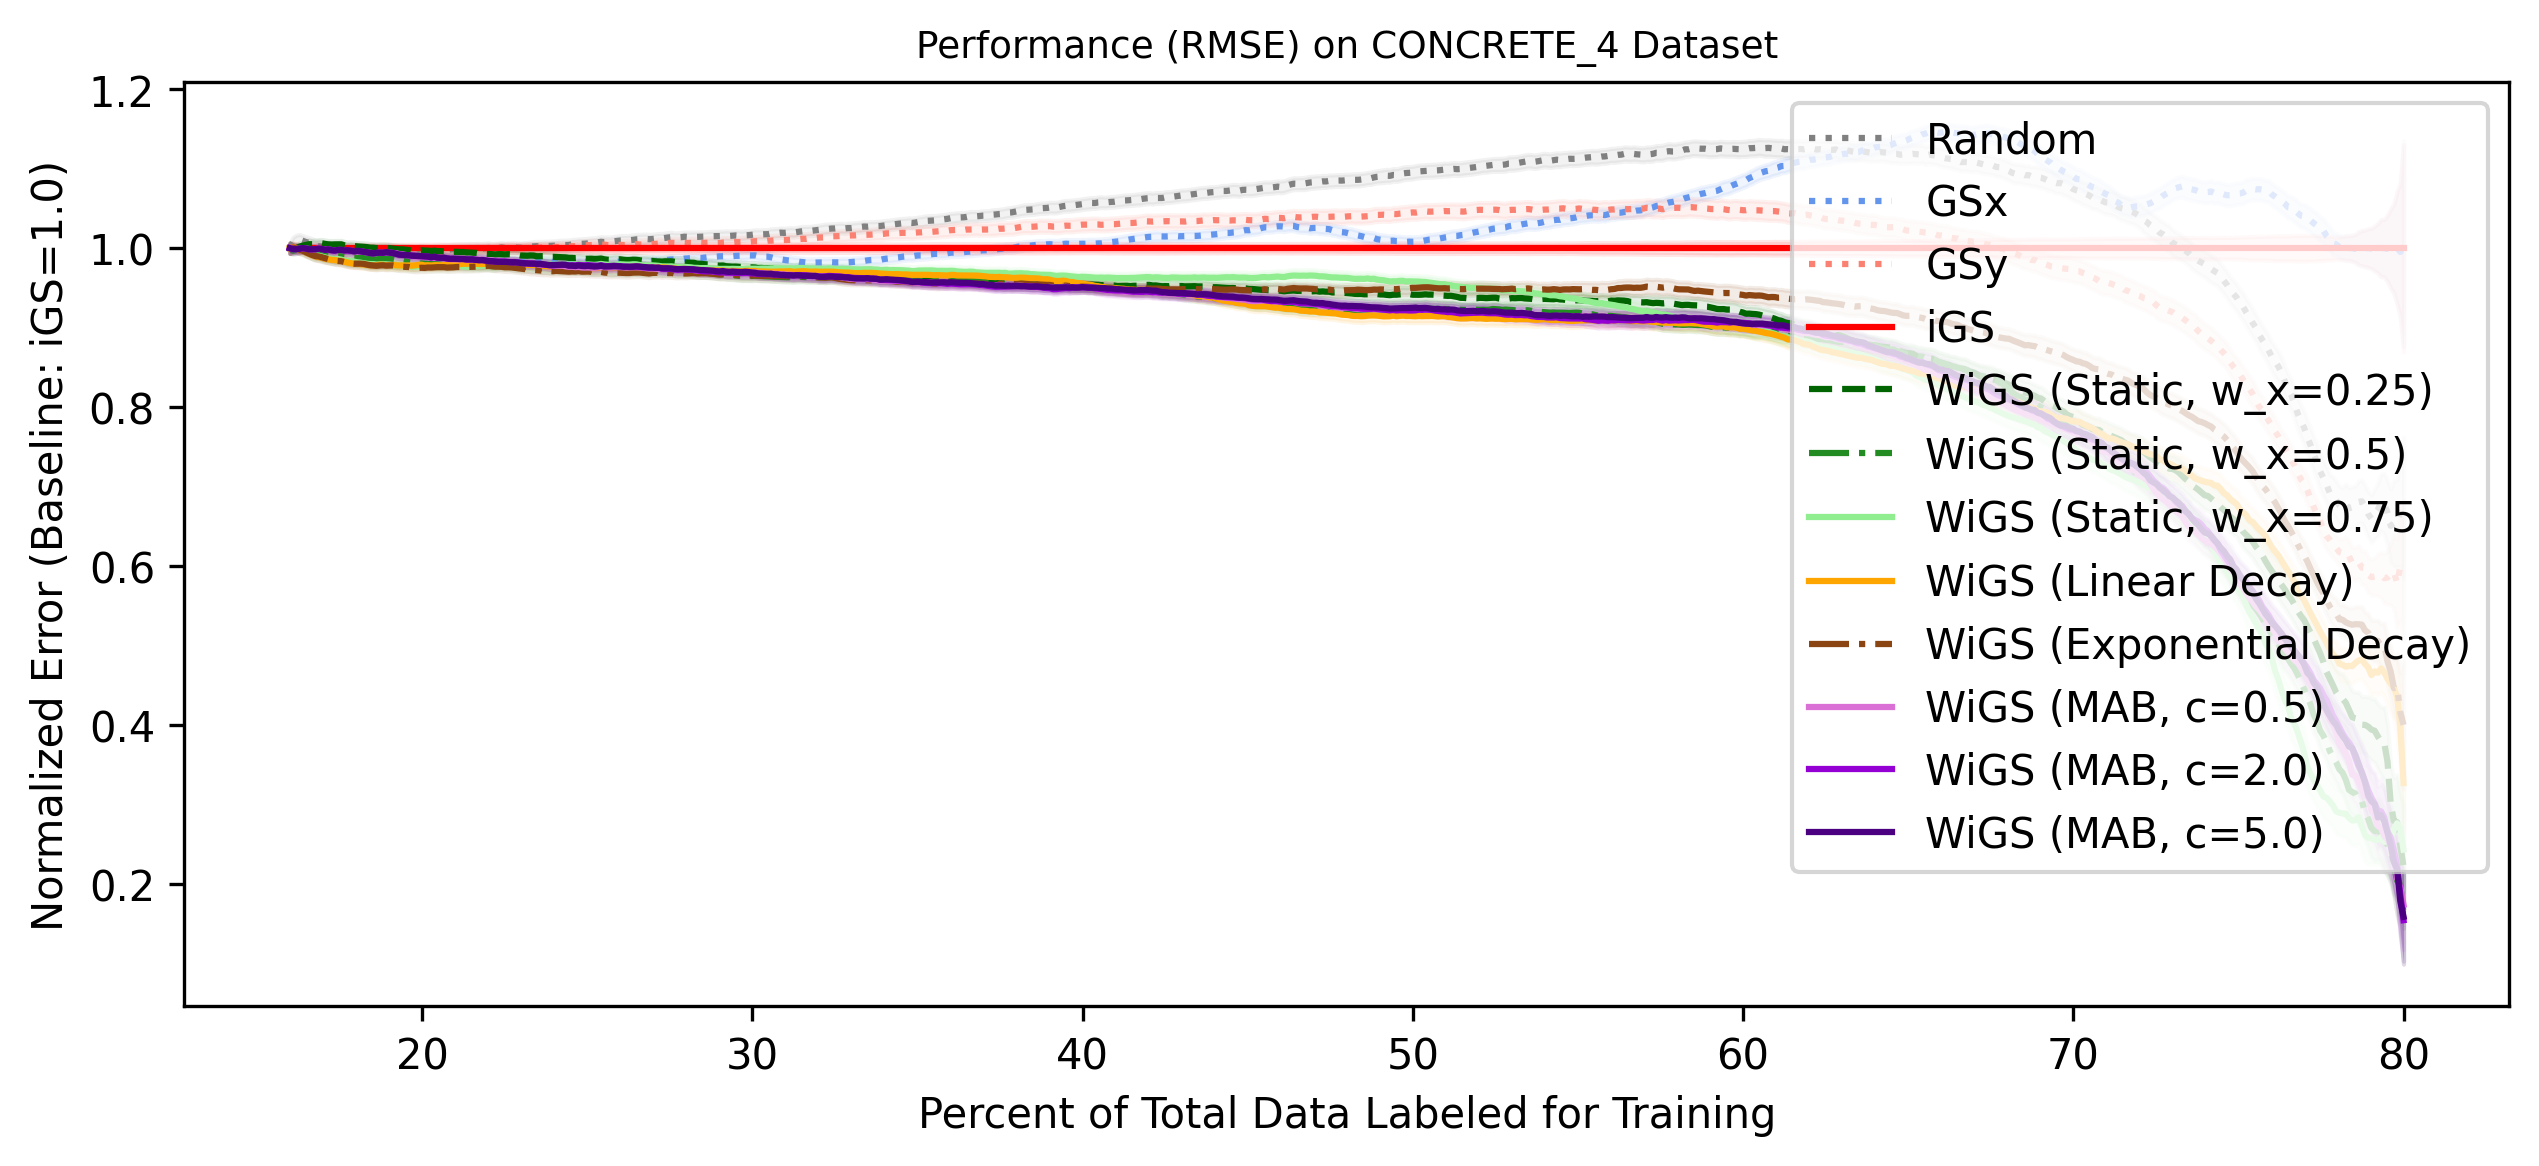 Performance (RMSE) on CONCRETE_4 Dataset
Normalized Error (Baseline: iGS=1.0)
1.2
1.0
0.8
0.6
0.4
0.2
Random
GSx
GSy
iGS
WiGS (Static, w_x=0.25)
WiGS (Static, w_x=0.5)
WiGS (Static, w_x=0.75)
WiGS (Linear Decay)
WiGS (Exponential Decay)
WiGS (MAB, c=0.5)
WiGS (MAB, c=2.0)
WiGS (MAB, c=5.0)
20 30 40 50 60 70 80
Percent of Total Data Labeled for Training